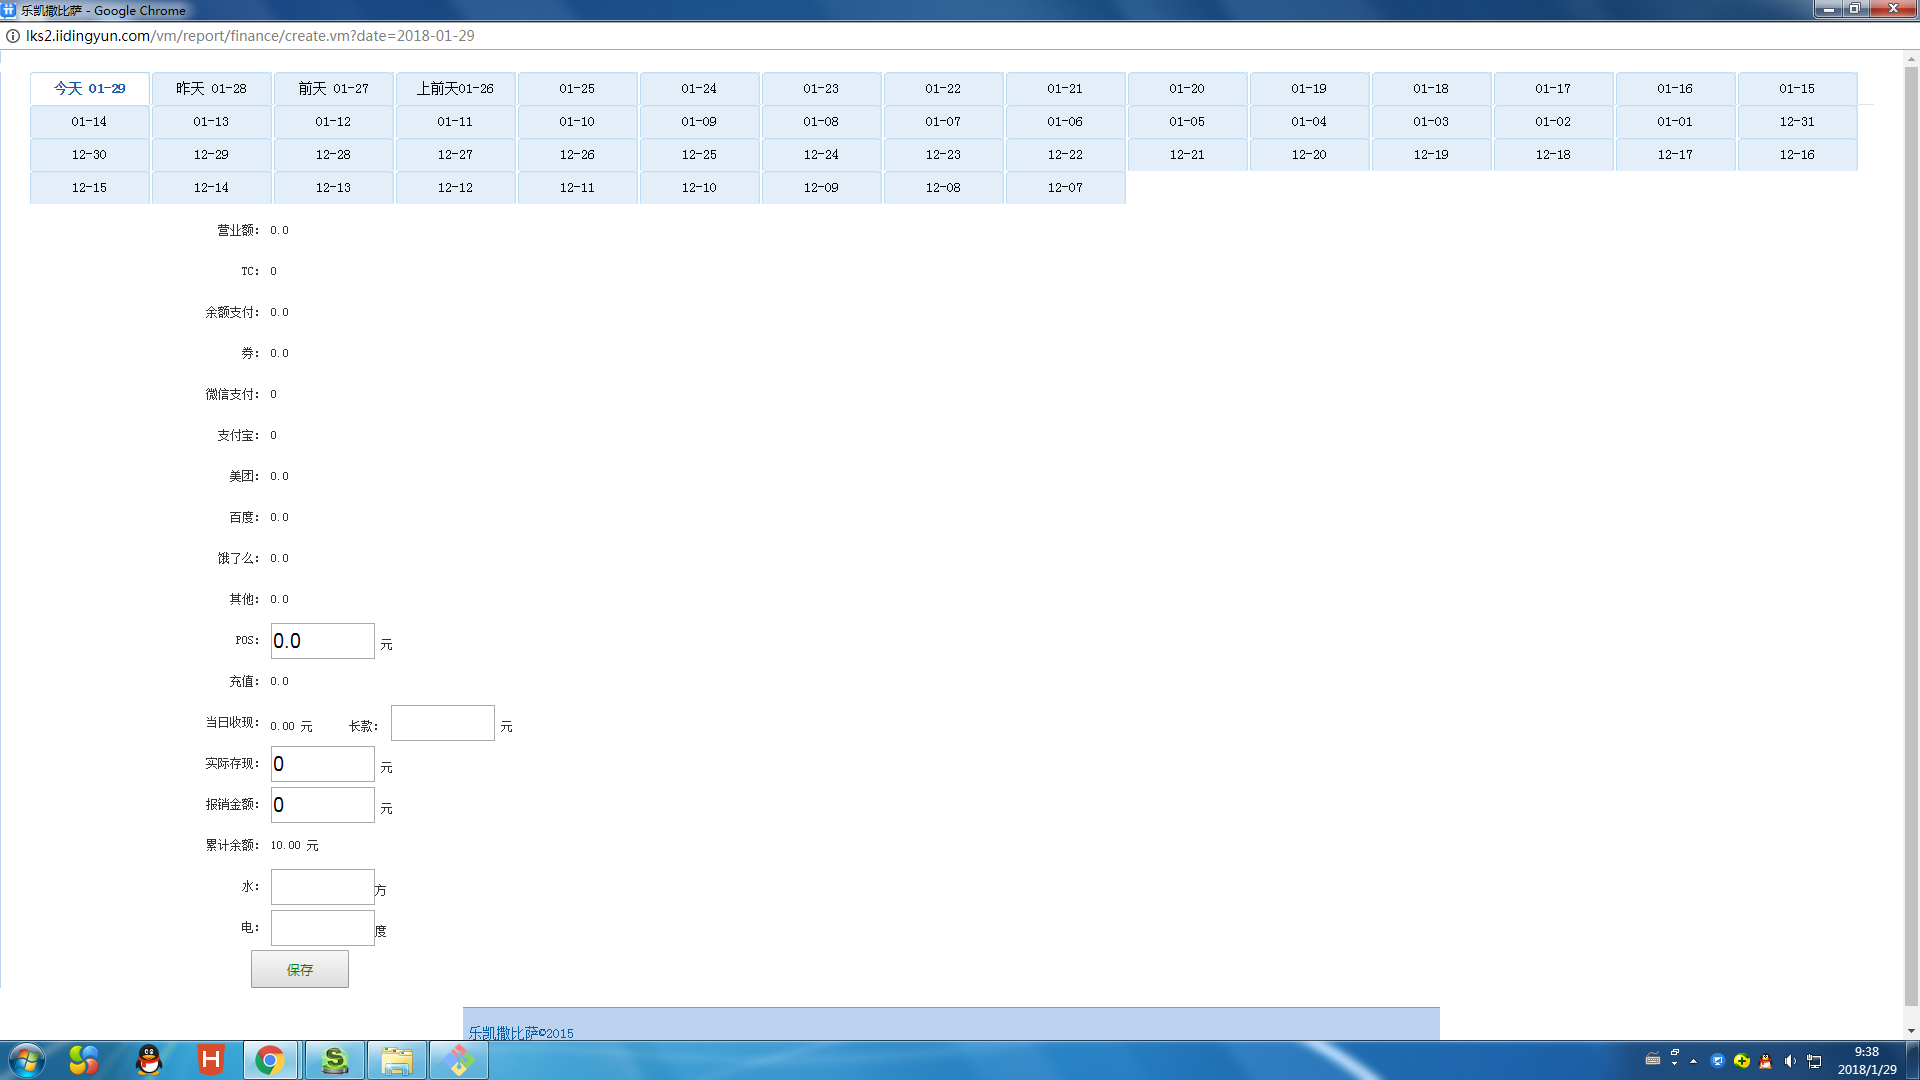 乐凯撒比萨 - Google Chrome
lks2.iidingyun.com/vm/report/finance/create.vm?date=2018-01-29
今天 01-29 昨天 01-28 前天 01-27 上前天01-26 01-25 01-24 01-23 01-22 01-21 01-20 01-19 01-18 01-17 01-16 01-15
01-14 01-13 01-12 01-11 01-10 01-09 01-08 01-07 01-06 01-05 01-04 01-03 01-02 01-01 12-31
12-30 12-29 12-28 12-27 12-26 12-25 12-24 12-23 12-22 12-21 12-20 12-19 12-18 12-17 12-16
12-15 12-14 12-13 12-12 12-11 12-10 12-09 12-08 12-07
营业额: 0.0
TC: 0
余额支付: 0.0
券: 0.0
微信支付: 0
支付宝: 0
美团: 0.0
百度: 0.0
饿了么: 0.0
其他: 0.0
POS: 0.0 元
充值: 0.0
当日收现: 0.00 元 长款: 元
实际存现: 0 元
报销金额: 0 元
累计余额: 10.00 元
水: 方
电: 度
保存
乐凯撒比萨©2015
H
S
9:38
2018/1/29